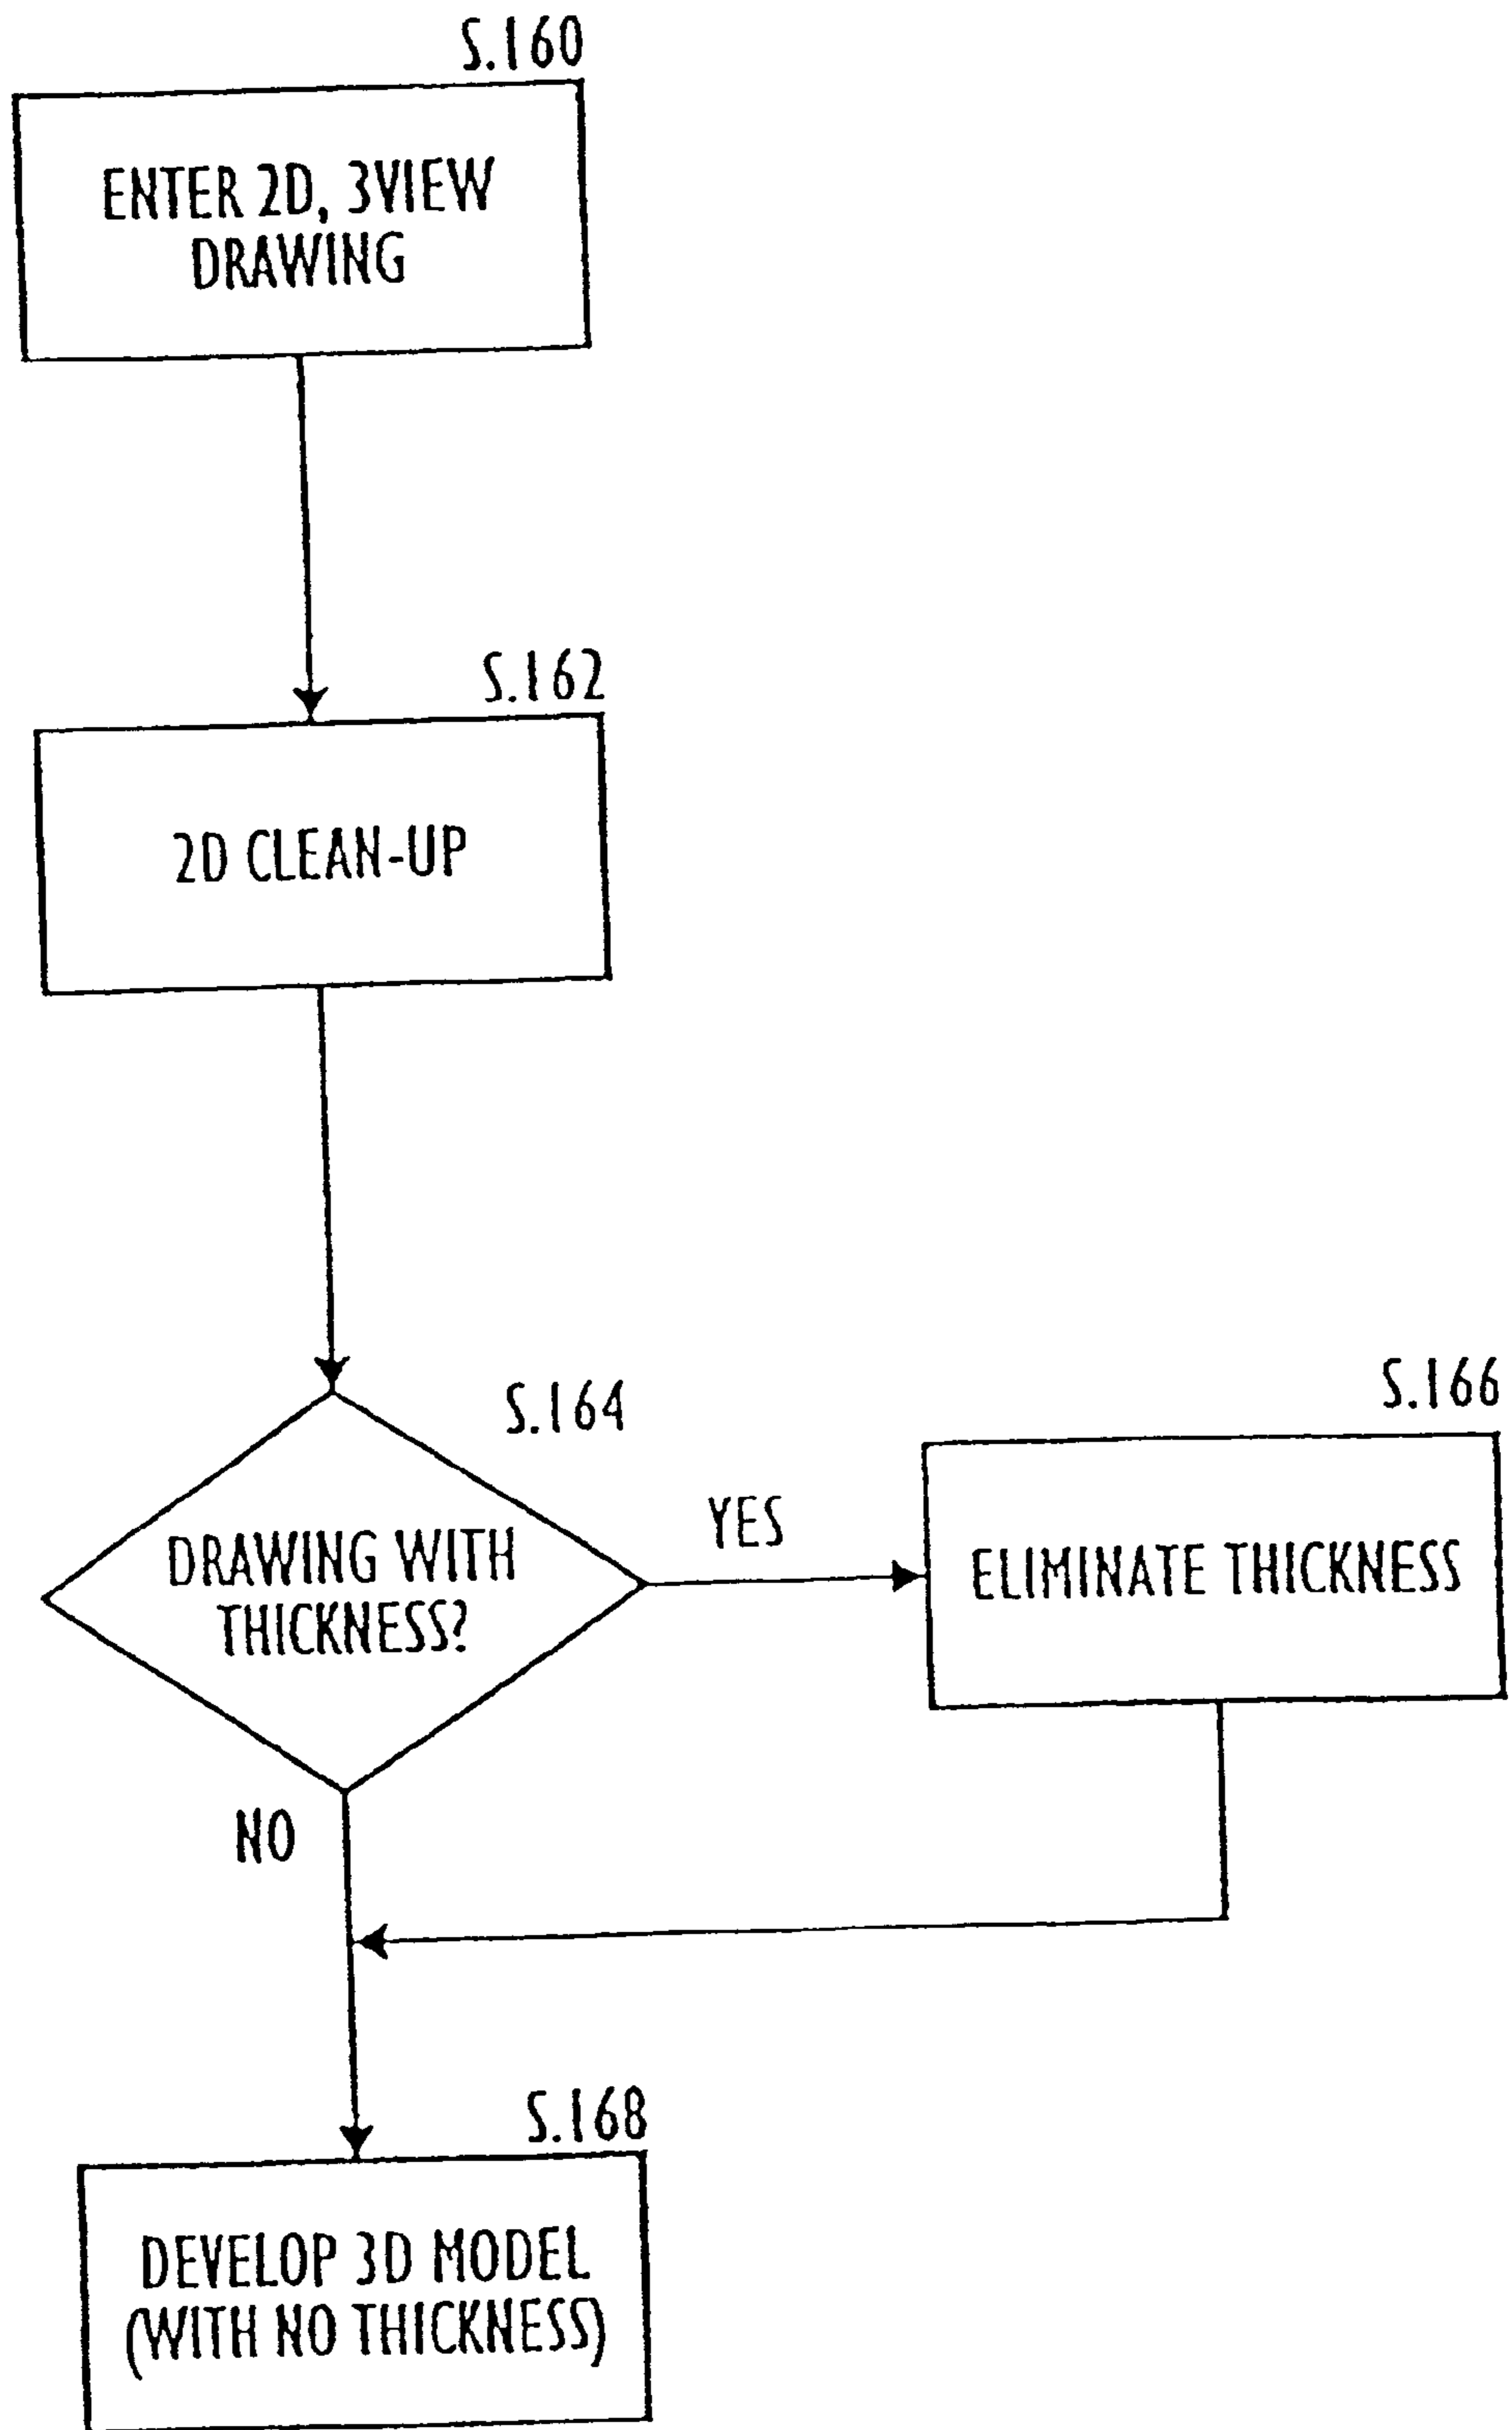 S.160
ENTER 2D, 3VIEW
DRAWING
S.162
2D CLEAN-UP
S.164
DRAWING WITH
THICKNESS?
YES
S.166
ELIMINATE THICKNESS
NO
S.168
DEVELOP 3D MODEL
(WITH NO THICKNESS)